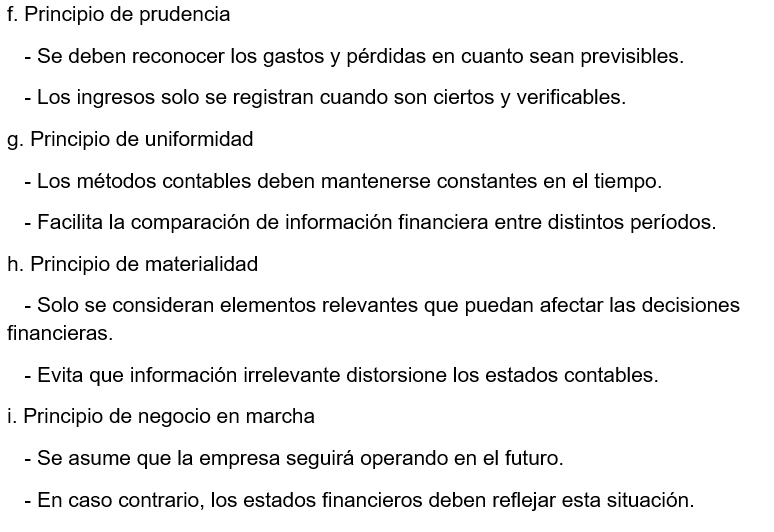 f. Principio de prudencia
- Se deben reconocer los gastos y pérdidas en cuanto sean previsibles.
- Los ingresos solo se registran cuando son ciertos y verificables.
g. Principio de uniformidad
- Los métodos contables deben mantenerse constantes en el tiempo.
- Facilita la comparación de información financiera entre distintos períodos.
h. Principio de materialidad
- Solo se consideran elementos relevantes que puedan afectar las decisiones
financieras.
- Evita que información irrelevante distorsione los estados contables.
i. Principio de negocio en marcha
- Se asume que la empresa seguirá operando en el futuro.
- En caso contrario, los estados financieros deben reflejar esta situación.